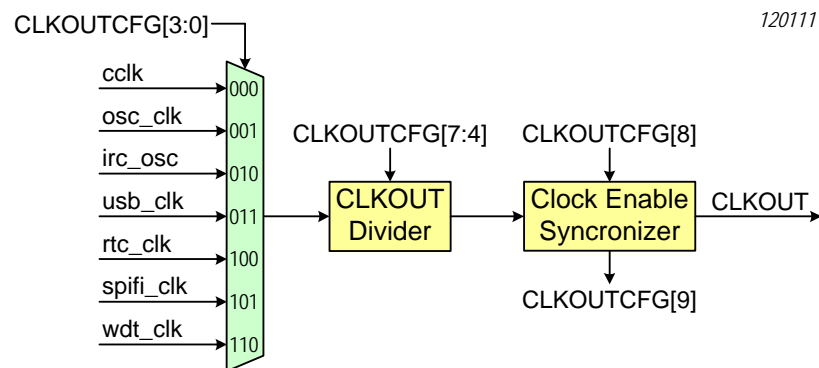 CLKOUTCFG[3:0]
120111
cclk
000
osc_clk
001
irc_osc
010
usb_clk
011
rtc_clk
100
spifi_clk
101
wdt_clk
110
CLKOUTCFG[7:4]
CLKOUT
Divider
CLKOUTCFG[8]
Clock Enable
Syncronizer
CLKOUT
CLKOUTCFG[9]